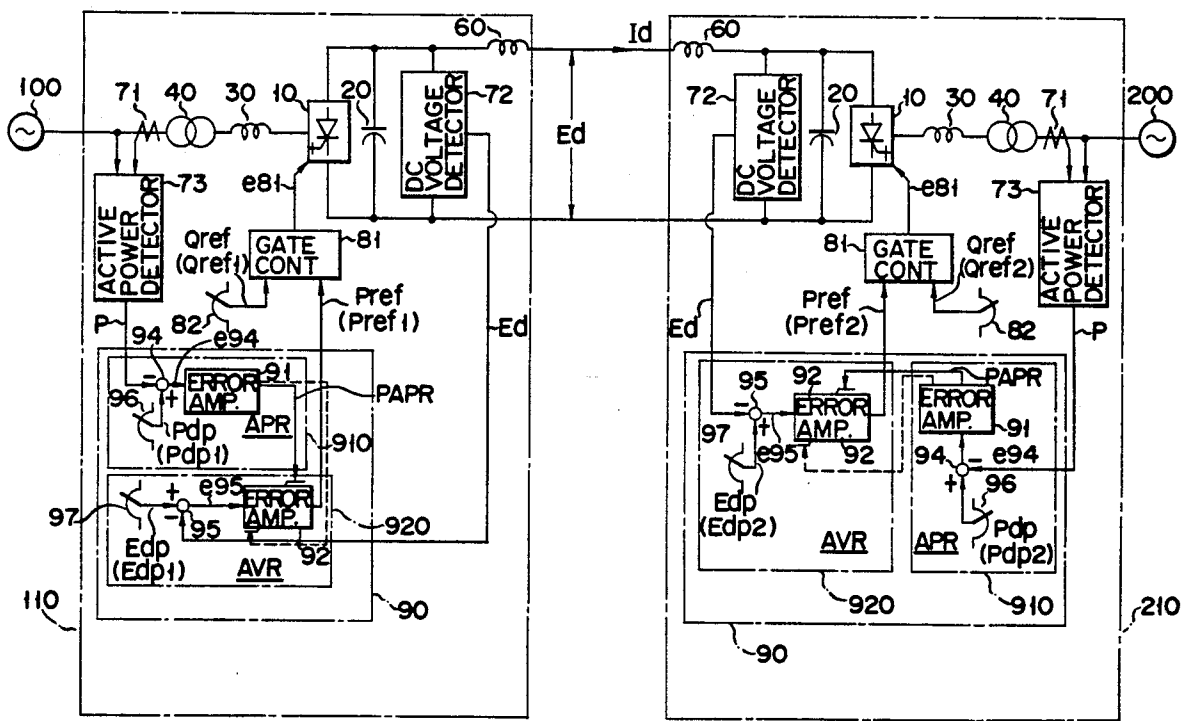 60
Id
60
100
71
40
30
10
20
DC VOLTAGE
DETECTOR
72
Ed
72
DC VOLTAGE
DETECTOR
20
10
30
40
71
200
ACTIVE
POWER
DETECTOR
73
e81
e81
73
ACTIVE
POWER
DETECTOR
Qref
(Qref1)
GATE
CONT
81
81
GATE
CONT
Qref
(Qref2)
82
Pref
(Pref1)
Pref
(Pref2)
82
P
Ed
Ed
P
94
e94
-
+
91
ERROR
AMP.
PAPR
96
Pdp
(Pdp1)
APR
910
95
-
+
92
ERROR
AMP.
92
PAPR
ERROR
AMP.
91
97
e95
94
-
e94
+
96
Edp
(Edp2)
Pdp
(Pdp2)
AVR
APR
97
+
-
e95
95
ERROR
AMP.
92
920
Edp
(Edp1)
AVR
920
910
110
90
90
210